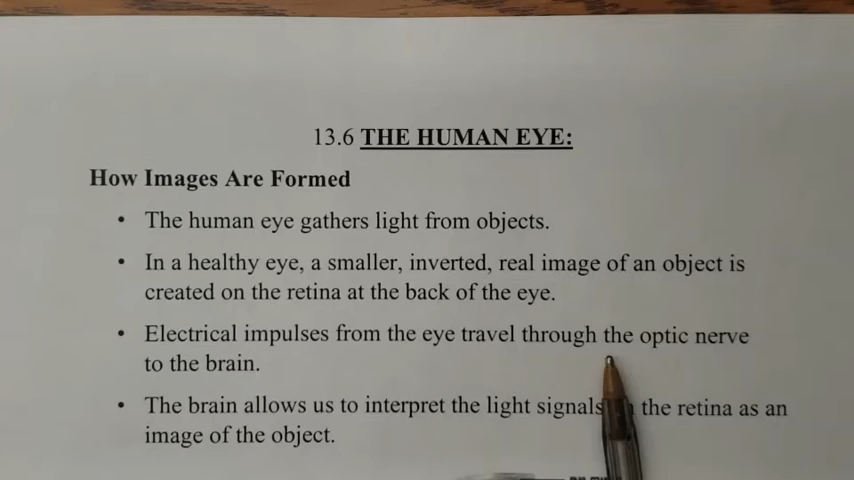 13.6 THE HUMAN EYE:
How Images Are Formed
• The human eye gathers light from objects.
• In a healthy eye, a smaller, inverted, real image of an object is
created on the retina at the back of the eye.
• Electrical impulses from the eye travel through the optic nerve
to the brain.
• The brain allows us to interpret the light signals the retina as an
image of the object.